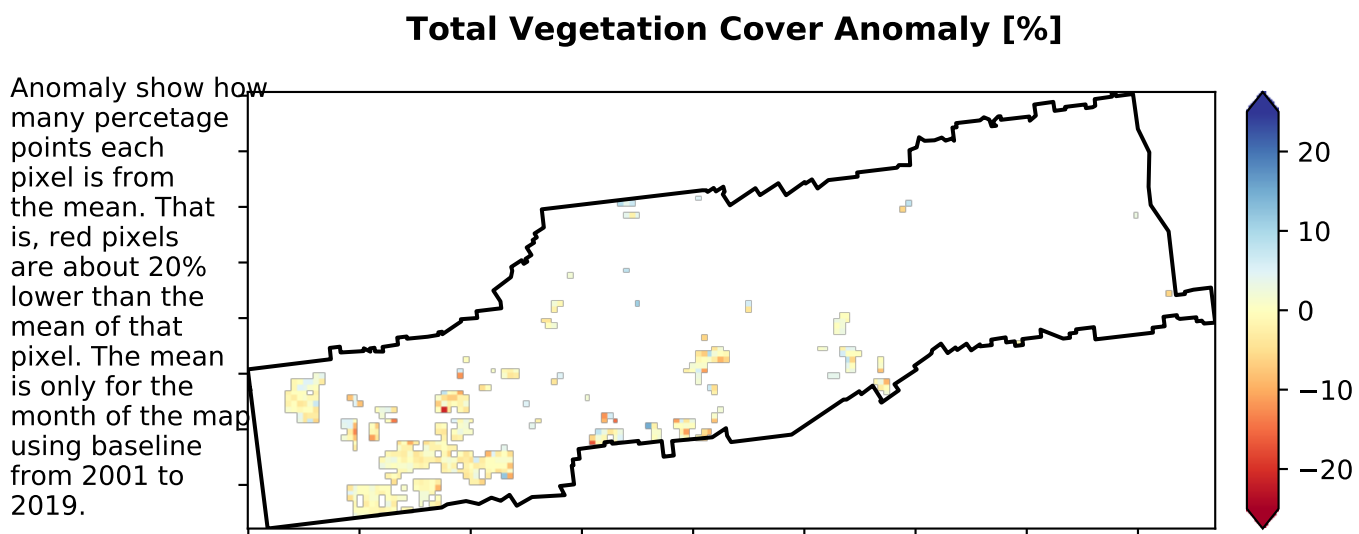 Total Vegetation Cover Anomaly [%]
Anomaly show how
many percetage
points each
pixel is from
the mean. That
is, red pixels
are about 20%
lower than the
mean of that
pixel. The mean
is only for the
month of the map
using baseline
from 2001 to
2019.
20
10
0
−10
−20